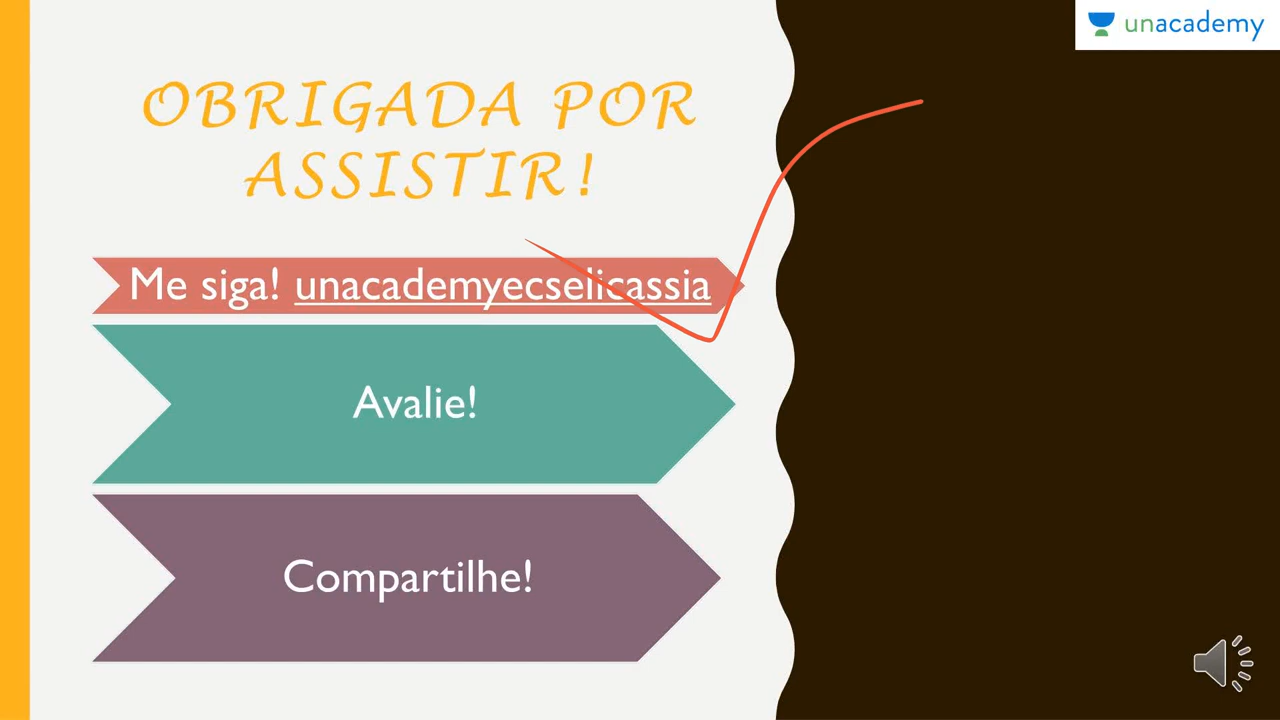 unacademy
OBRIGADA POR
ASSISTIR!
Me siga! unacademyecselicassia
Avalie!
Compartilhe!